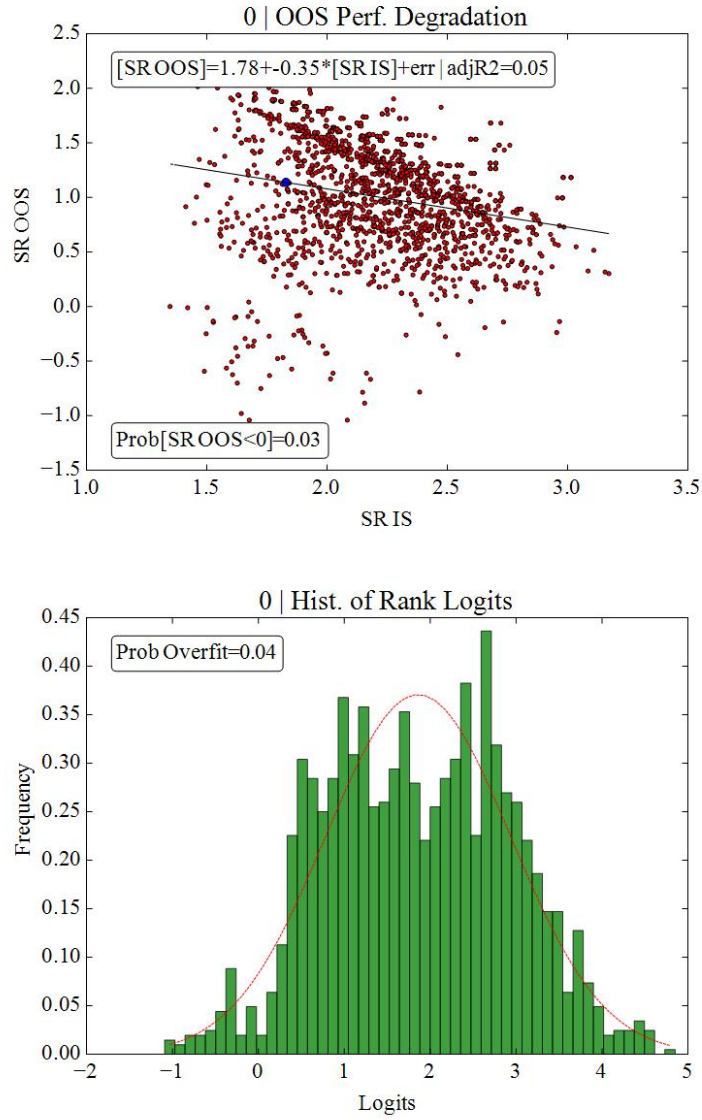 0 | OOS Perf. Degradation
2.5
[SR OOS]=1.78+-0.35*[SR IS]+err | adjR2=0.05
2.0
1.5
SR OOS
1.0
0.5
0.0
−0.5
−1.0
Prob[SR OOS<0]=0.03
−1.5
1.0 1.5 2.0 2.5 3.0 3.5
SR IS
0 | Hist. of Rank Logits
0.45
Prob Overfit=0.04
0.40
0.35
0.30
0.25
Frequency
0.20
0.15
0.10
0.05
0.00
−2 −1 0 1 2 3 4 5
Logits